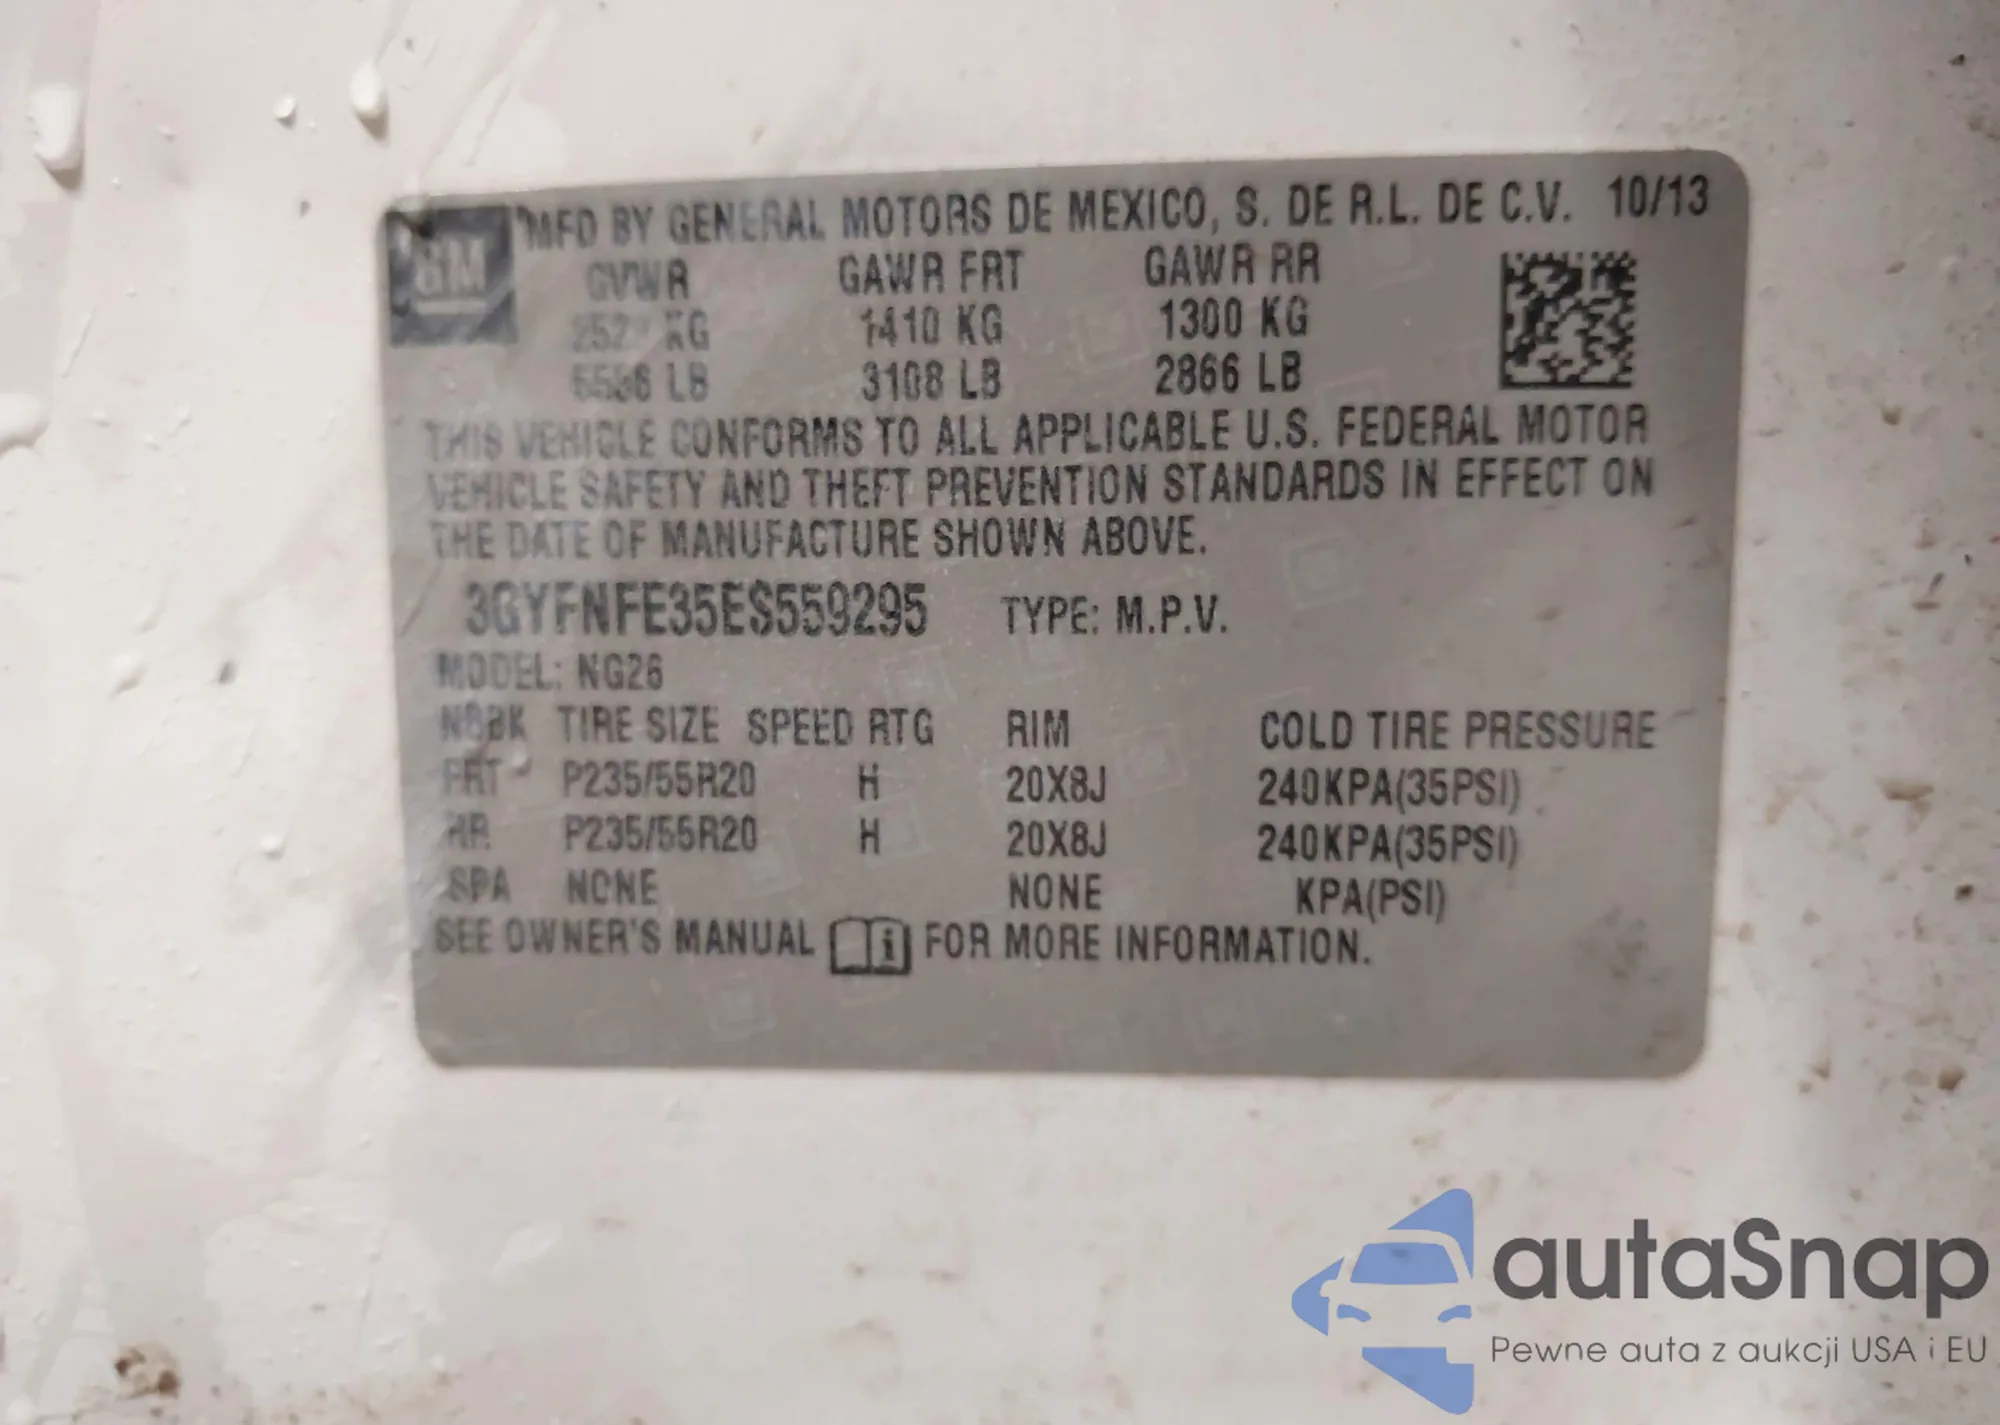 GM
MFD BY GENERAL MOTORS DE MEXICO, S. DE R.L. DE C.V. 10/13
GVWR GAWR FRT GAWR RR
KG 1410 KG 1300 KG
LB 3108 LB 2866 LB
THIS VEHICLE CONFORMS TO ALL APPLICABLE U.S. FEDERAL MOTOR
VEHICLE SAFETY AND THEFT PREVENTION STANDARDS IN EFFECT ON
THE DATE OF MANUFACTURE SHOWN ABOVE.
3GYFNFE35ES559295 TYPE: M.P.V.
MODEL: NG26
TIRE SIZE SPEED RTG RIM COLD TIRE PRESSURE
FRT P235/55R20 H 20X8J 240KPA(35PSI)
RR P235/55R20 H 20X8J 240KPA(35PSI)
SPA NONE NONE KPA(PSI)
SEE OWNER'S MANUAL FOR MORE INFORMATION.
autaSnap
Pewne auta z aukcji USA i EU